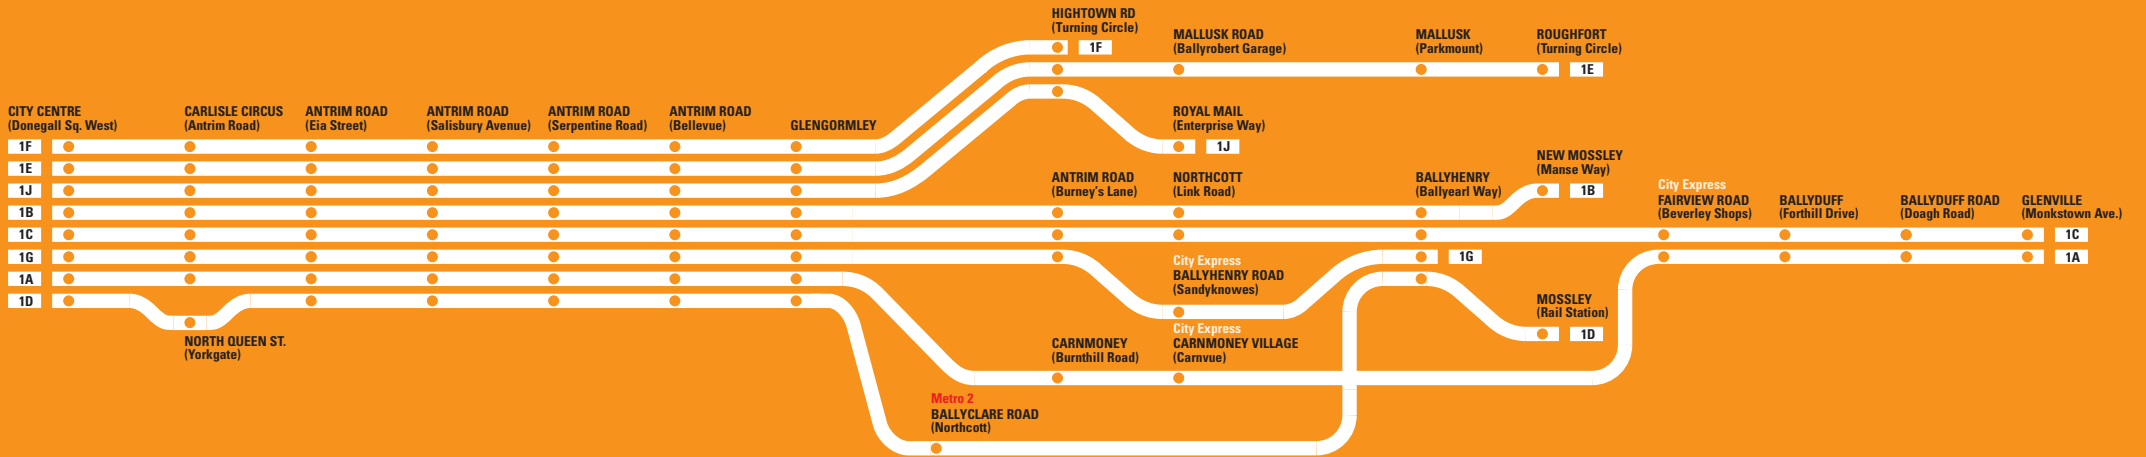 HIGHTOWN RD
(Turning Circle)
1F
MALLUSK ROAD
(Ballyrobert Garage)
MALLUSK
(Parkmount)
ROUGHFORT
(Turning Circle)
1E
CITY CENTRE
(Donegall Sq. West)
CARLISLE CIRCUS
(Antrim Road)
ANTRIM ROAD
(Eia Street)
ANTRIM ROAD
(Salisbury Avenue)
ANTRIM ROAD
(Serpentine Road)
ANTRIM ROAD
(Bellevue)
GLENGORMLEY
ROYAL MAIL
(Enterprise Way)
1J
1F
1E
1J
1B
1C
1G
1A
1D
ANTRIM ROAD
(Burney's Lane)
NORTHCOTT
(Link Road)
BALLYHENRY
(Ballyearl Way)
NEW MOSSLEY
(Manse Way)
1B
City Express
FAIRVIEW ROAD
(Beverley Shops)
BALLYDUFF
(Forthill Drive)
BALLYDUFF ROAD
(Doagh Road)
GLENVILLE
(Monkstown Ave.)
1C
1A
City Express
BALLYHENRY ROAD
(Sandyknowes)
1G
MOSSLEY
(Rail Station)
1D
NORTH QUEEN ST.
(Yorkgate)
CARNMONEY
(Burnthill Road)
City Express
CARNMONEY VILLAGE
(Carnvue)
Metro 2
BALLYCLARE ROAD
(Northcott)